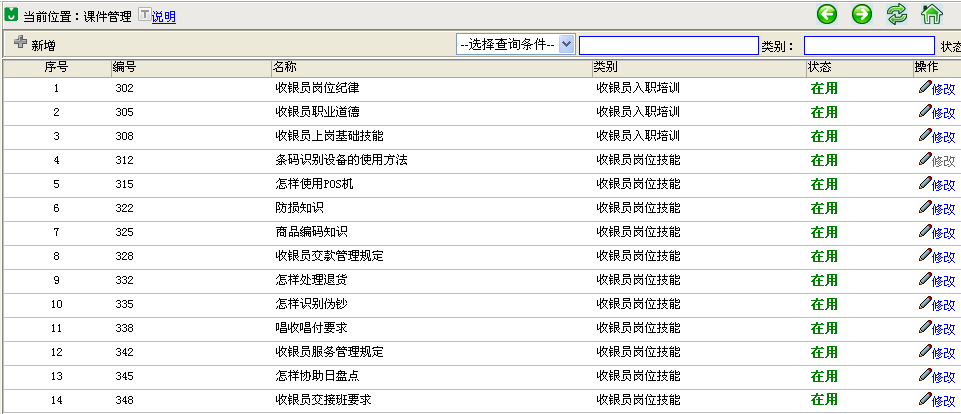 当前位置：课件管理 T说明
新增 --选择查询条件-- 类别： 状态
序号 编号 名称 类别 状态 操作
1 302 收银员岗位纪律 收银员入职培训 在用 修改
2 305 收银员职业道德 收银员入职培训 在用 修改
3 308 收银员上岗基础技能 收银员入职培训 在用 修改
4 312 条码识别设备的使用方法 收银员岗位技能 在用 修改
5 315 怎样使用POS机 收银员岗位技能 在用 修改
6 322 防损知识 收银员岗位技能 在用 修改
7 325 商品编码知识 收银员岗位技能 在用 修改
8 328 收银员交款管理规定 收银员岗位技能 在用 修改
9 332 怎样处理退货 收银员岗位技能 在用 修改
10 335 怎样识别伪钞 收银员岗位技能 在用 修改
11 338 唱收唱付要求 收银员岗位技能 在用 修改
12 342 收银员服务管理规定 收银员岗位技能 在用 修改
13 345 怎样协助日盘点 收银员岗位技能 在用 修改
14 348 收银员交接班要求 收银员岗位技能 在用 修改